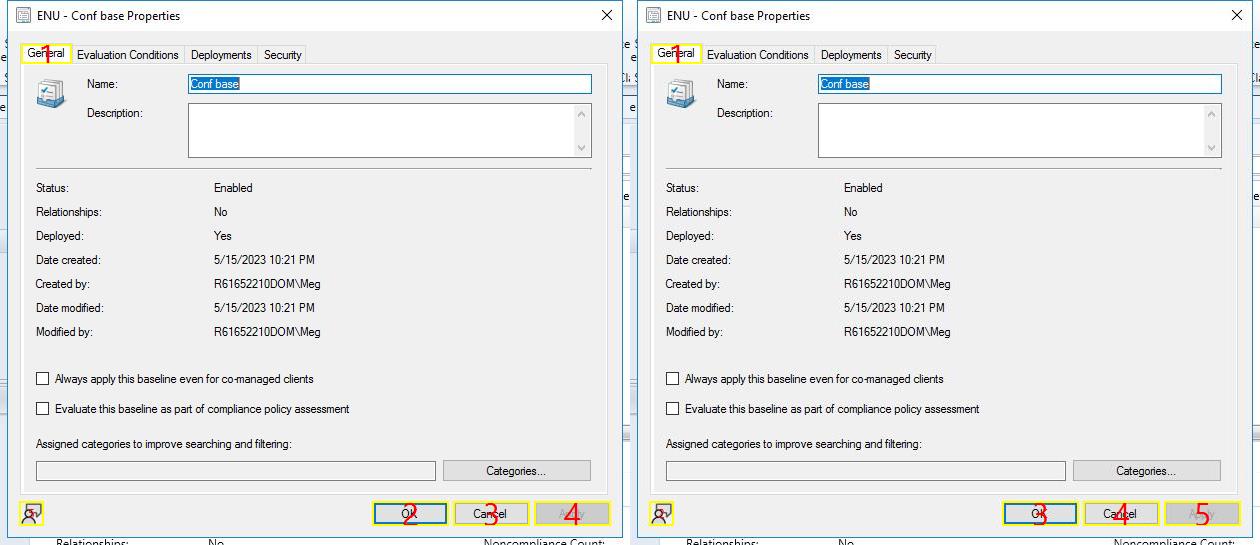 ENU - Conf base Properties
General Evaluation Conditions Deployments Security
1
Name: Conf base
Description:
Status: Enabled
Relationships: No
Deployed: Yes
Date created: 5/15/2023 10:21 PM
Created by: R61652210DOM\Meg
Date modified: 5/15/2023 10:21 PM
Modified by: R61652210DOM\Meg
Always apply this baseline even for co-managed clients
Evaluate this baseline as part of compliance policy assessment
Assigned categories to improve searching and filtering:
Categories...
OK Cancel Apply
2 3 4
Relationships: No
ENU - Conf base Properties
General Evaluation Conditions Deployments Security
1
Name: Conf base
Description:
Status: Enabled
Relationships: No
Deployed: Yes
Date created: 5/15/2023 10:21 PM
Created by: R61652210DOM\Meg
Date modified: 5/15/2023 10:21 PM
Modified by: R61652210DOM\Meg
Always apply this baseline even for co-managed clients
Evaluate this baseline as part of compliance policy assessment
Assigned categories to improve searching and filtering:
Categories...
OK Cancel Apply
3 4 5
Noncompliance Count:
Relationships: No
Noncompliance Count: